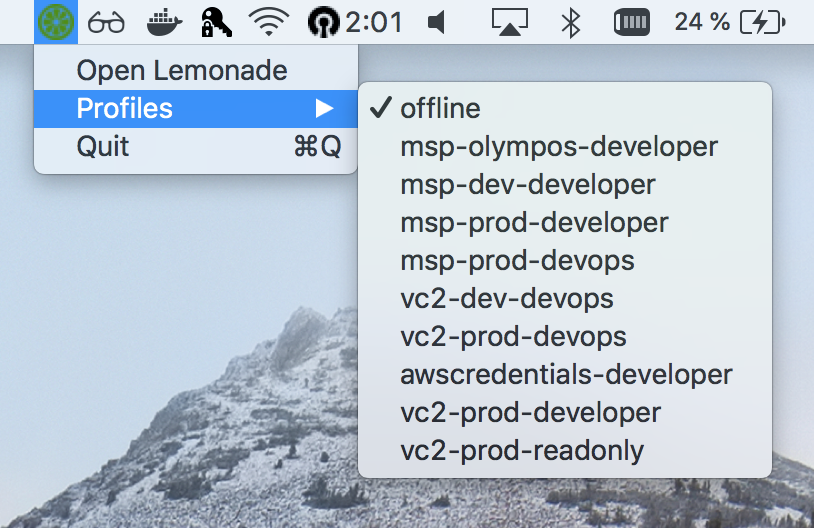 2:01 24 %
Open Lemonade
Profiles ▶
Quit ⌘Q
✓ offline
msp-olympos-developer
msp-dev-developer
msp-prod-developer
msp-prod-devops
vc2-dev-devops
vc2-prod-devops
awscredentials-developer
vc2-prod-developer
vc2-prod-readonly